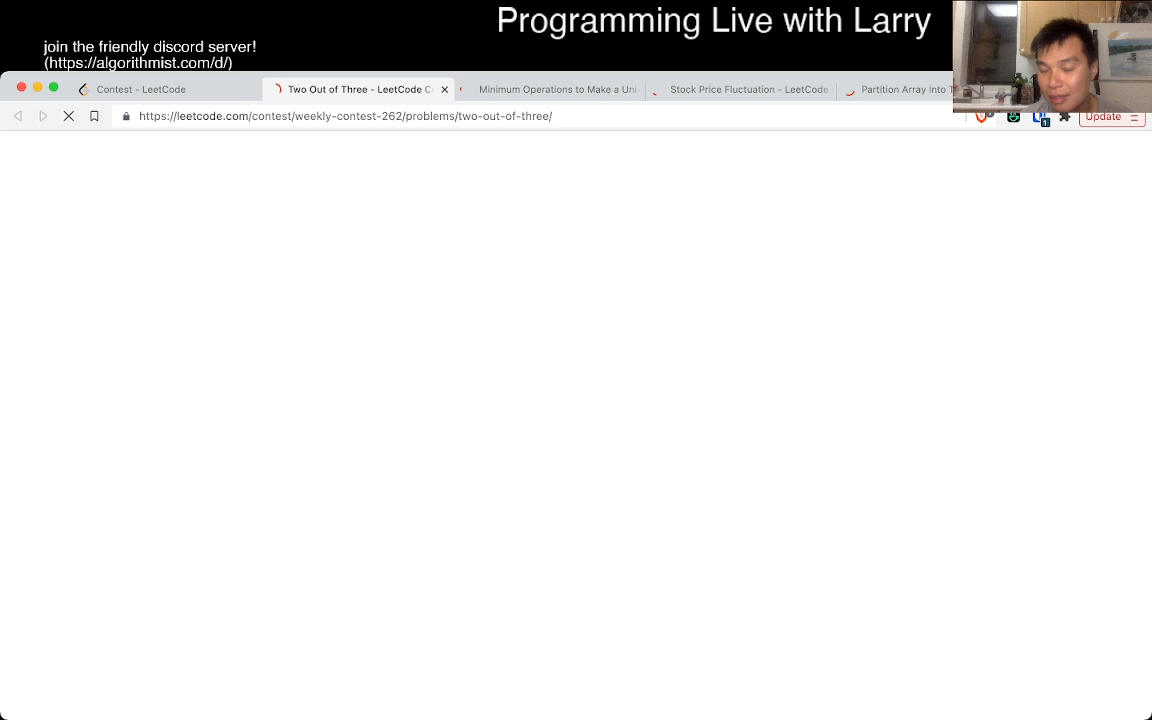 Programming Live with Larry
join the friendly discord server!
(https://algorithmist.com/d/)
Contest - LeetCode
Two Out of Three - LeetCode C
Minimum Operations to Make a Uni
Stock Price Fluctuation - LeetCode
Partition Array Into T
https://leetcode.com/contest/weekly-contest-262/problems/two-out-of-three/
1
Update